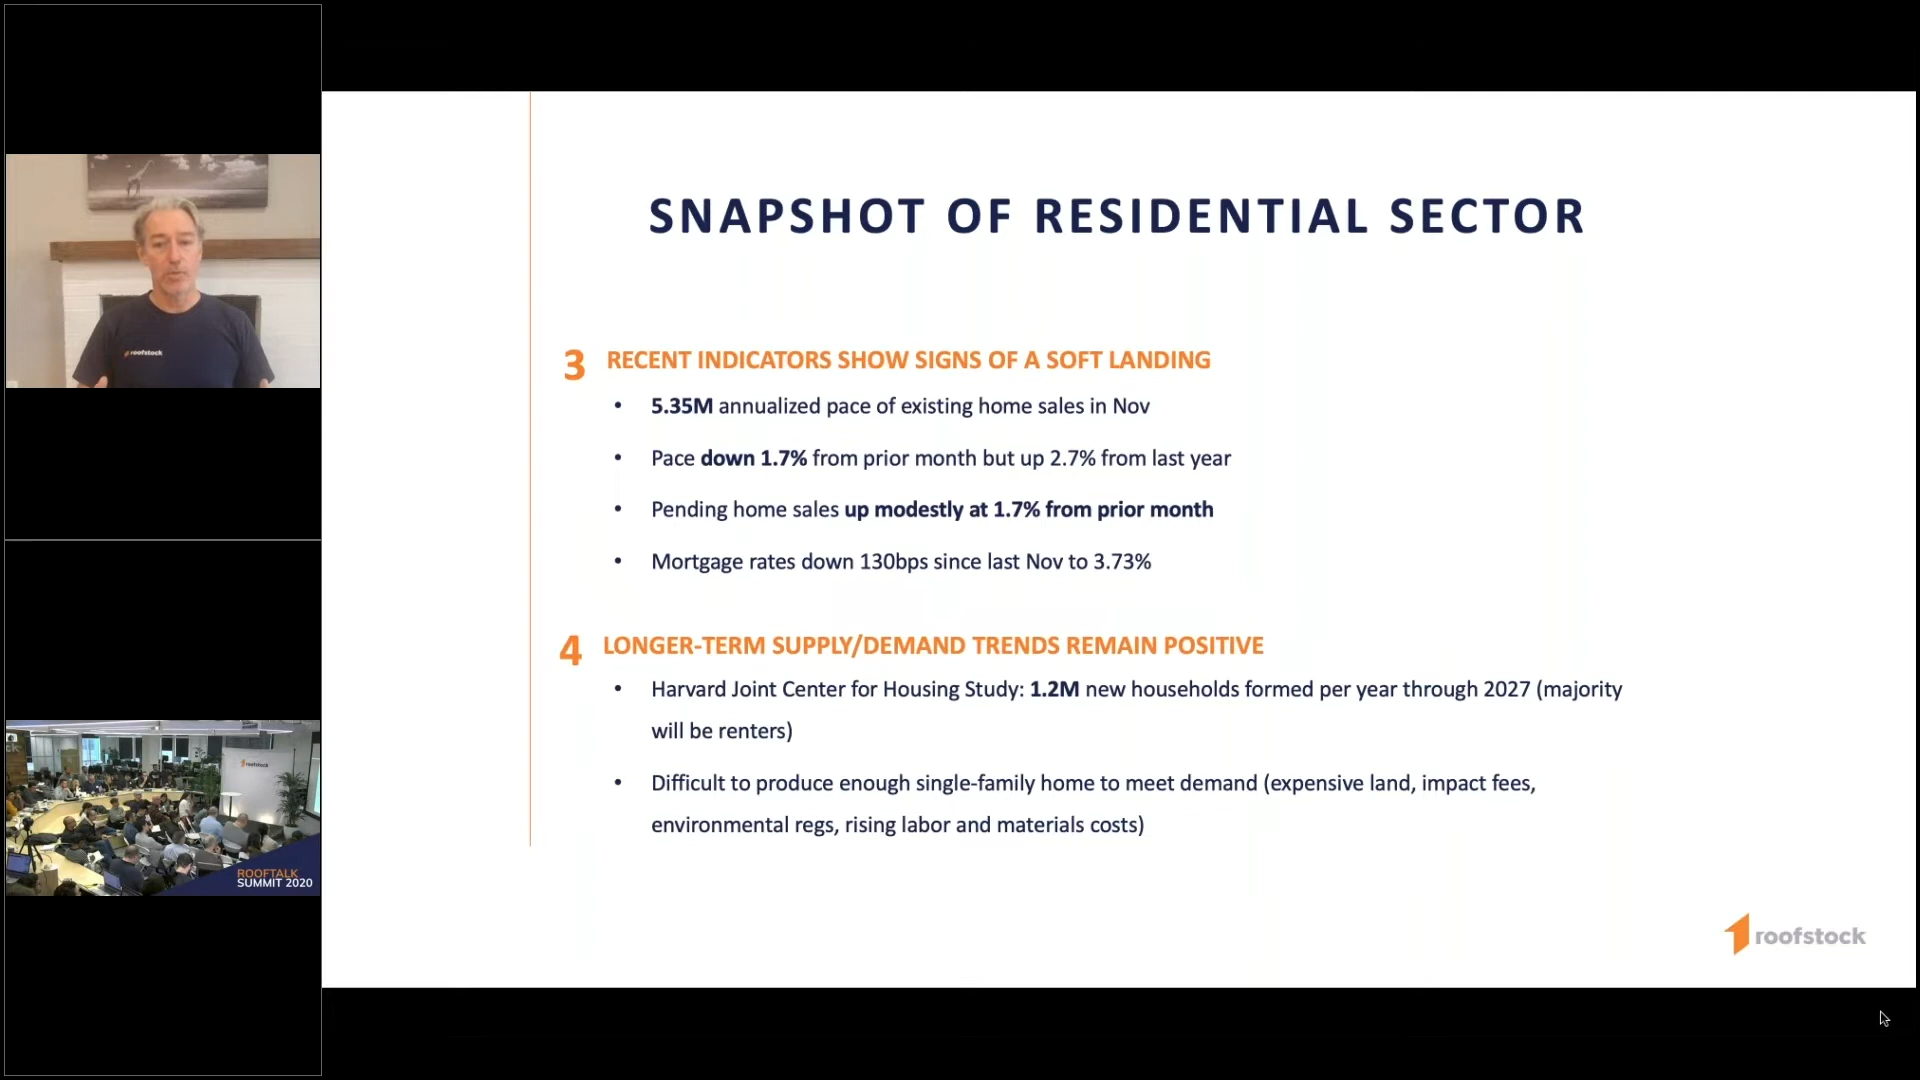 SNAPSHOT OF RESIDENTIAL SECTOR
3 RECENT INDICATORS SHOW SIGNS OF A SOFT LANDING
• 5.35M annualized pace of existing home sales in Nov
• Pace down 1.7% from prior month but up 2.7% from last year
• Pending home sales up modestly at 1.7% from prior month
• Mortgage rates down 130bps since last Nov to 3.73%
4 LONGER-TERM SUPPLY/DEMAND TRENDS REMAIN POSITIVE
• Harvard Joint Center for Housing Study: 1.2M new households formed per year through 2027 (majority
will be renters)
• Difficult to produce enough single-family home to meet demand (expensive land, impact fees,
environmental regs, rising labor and materials costs)
roofstock
roofstock
roofstock
ROOFTALK
SUMMIT 2020